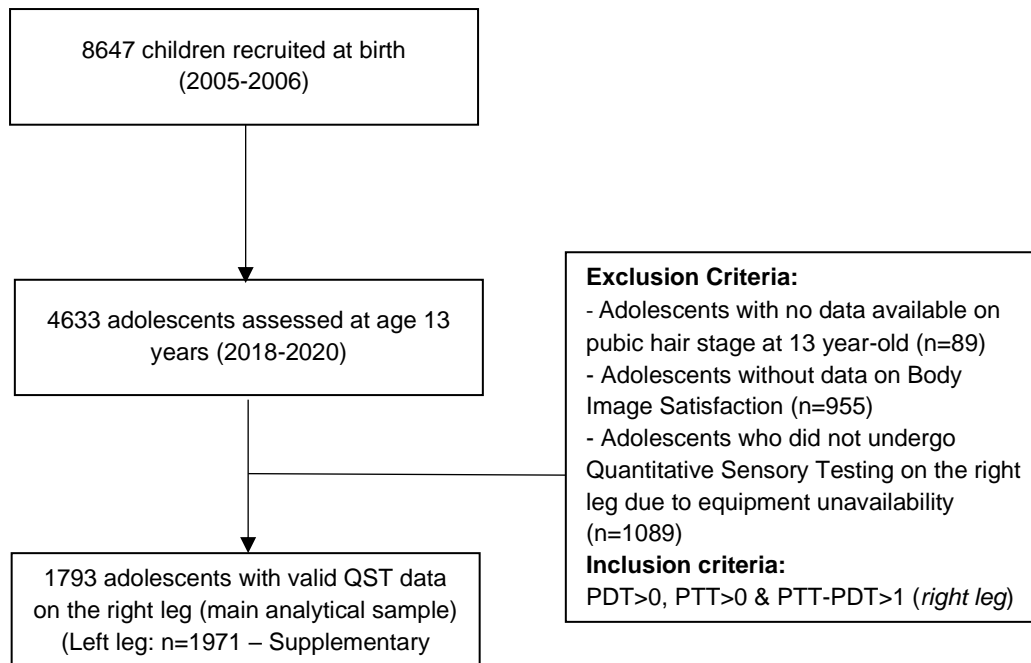 8647 children recruited at birth
(2005-2006)
4633 adolescents assessed at age 13
years (2018-2020)
Exclusion Criteria:
- Adolescents with no data available on
pubic hair stage at 13 year-old (n=89)
- Adolescents without data on Body
Image Satisfaction (n=955)
- Adolescents who did not undergo
Quantitative Sensory Testing on the right
leg due to equipment unavailability
(n=1089)
Inclusion criteria:
PDT>0, PTT>0 & PTT-PDT>1 (right leg)
1793 adolescents with valid QST data
on the right leg (main analytical sample)
(Left leg: n=1971 – Supplementary